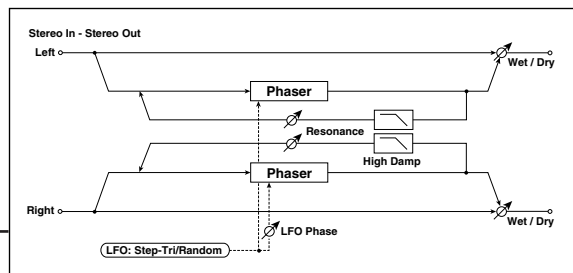 Stereo In - Stereo Out
Left
Wet / Dry
Phaser
Resonance
High Damp
Phaser
Right
Wet / Dry
LFO Phase
LFO: Step-Tri/Random